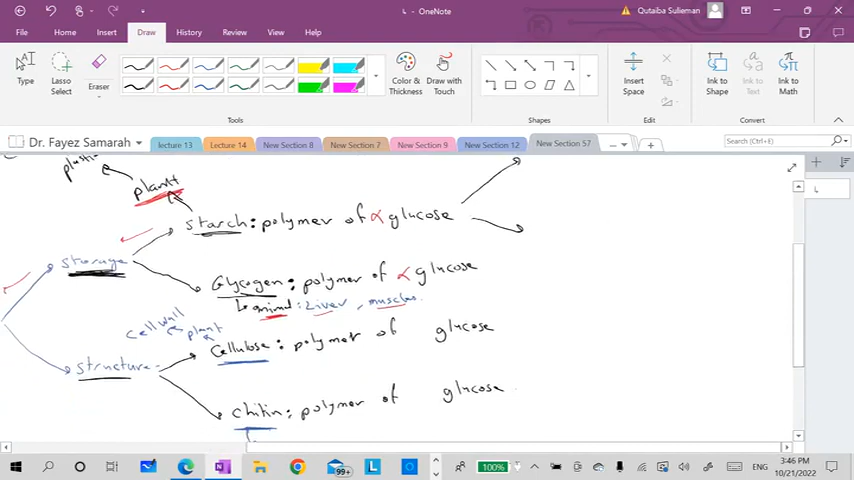 4 - OneNote
Qutaiba Sulieman
File Home Insert Draw History Review View Help
Type
Lasso Select
Eraser
Color & Thickness
Draw with Touch
Insert Space
Ink to Shape
Ink to Text
Ink to Math
Tools
Shapes
Edit
Convert
Dr. Fayez Samarah
lecture 13 Lecture 14 New Section 8 New Section 7 New Section 9 New Section 12 New Section 57
Search (Ctrl+E)
plant
starch: polymer of α glucose
storage
Glycogen: polymer of α glucose
animal: Liver, muscles.
cell wall
plant
Cellulose: polymer of glucose
structure
chitin: polymer of glucose
99+
100%
ENG
3:46 PM
10/21/2022